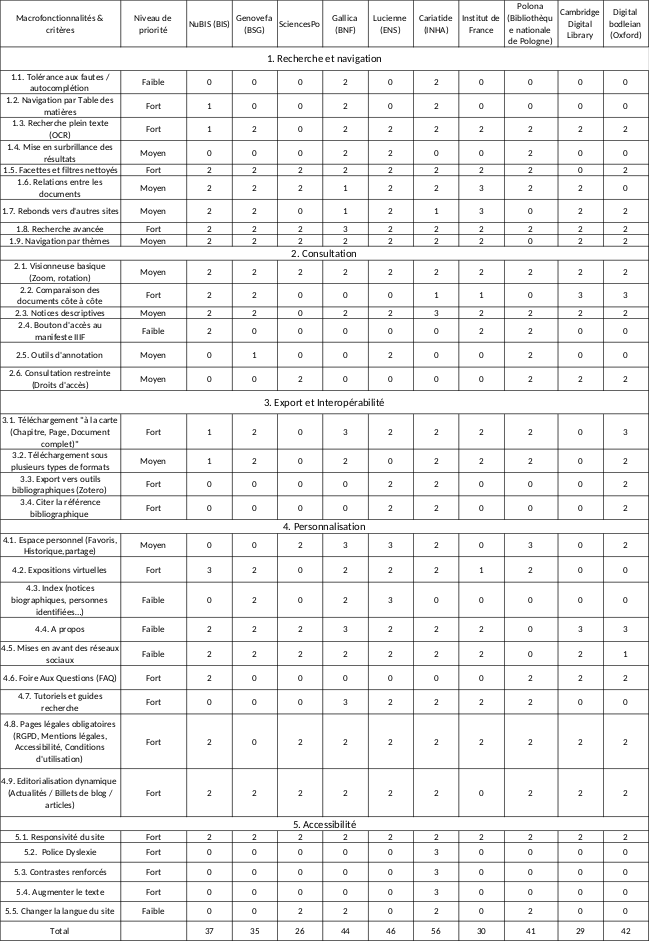 Macrofonctionnalités & critères | Niveau de priorité | NuBIS (BIS) | Genovefa (BSG) | SciencesPo | Gallica (BNF) | Lucienne (ENS) | Cariatide (INHA) | Institut de France | Polona (Bibliothèque nationale de Pologne) | Cambridge Digital Library | Digital bodleian (Oxford)
1. Recherche et navigation
1.1. Tolérance aux fautes / autocomplétion | Faible | 0 | 0 | 0 | 2 | 0 | 2 | 0 | 0 | 0 | 0
1.2. Navigation par Table des matières | Fort | 1 | 0 | 0 | 2 | 0 | 2 | 0 | 0 | 0 | 0
1.3. Recherche plein texte (OCR) | Fort | 1 | 2 | 0 | 2 | 2 | 2 | 2 | 2 | 2 | 2
1.4. Mise en surbrillance des résultats | Moyen | 0 | 0 | 0 | 2 | 2 | 0 | 0 | 2 | 0 | 0
1.5. Facettes et filtres nettoyés | Fort | 2 | 2 | 2 | 2 | 2 | 2 | 2 | 2 | 0 | 2
1.6. Relations entre les documents | Moyen | 2 | 2 | 2 | 1 | 2 | 2 | 3 | 2 | 2 | 0
1.7. Rebonds vers d'autres sites | Moyen | 2 | 2 | 0 | 1 | 2 | 1 | 3 | 0 | 2 | 2
1.8. Recherche avancée | Fort | 2 | 2 | 2 | 3 | 2 | 2 | 2 | 2 | 2 | 2
1.9. Navigation par thèmes | Moyen | 2 | 2 | 2 | 2 | 2 | 2 | 2 | 0 | 2 | 2
2. Consultation
2.1. Visionneuse basique (Zoom, rotation) | Moyen | 2 | 2 | 2 | 2 | 2 | 2 | 2 | 2 | 2 | 2
2.2. Comparaison des documents côte à côte | Fort | 2 | 2 | 0 | 0 | 0 | 1 | 1 | 0 | 3 | 3
2.3. Notices descriptives | Moyen | 2 | 2 | 0 | 2 | 2 | 3 | 2 | 2 | 2 | 2
2.4. Bouton d'accès au manifeste IIIF | Faible | 2 | 0 | 0 | 0 | 0 | 0 | 2 | 2 | 0 | 0
2.5. Outils d'annotation | Moyen | 0 | 1 | 0 | 0 | 2 | 0 | 0 | 2 | 0 | 0
2.6. Consultation restreinte (Droits d'accès) | Moyen | 0 | 0 | 2 | 0 | 0 | 0 | 0 | 2 | 2 | 2
3. Export et Interopérabilité
3.1. Téléchargement "à la carte (Chapitre, Page, Document complet)" | Fort | 1 | 2 | 0 | 3 | 2 | 2 | 2 | 2 | 0 | 3
3.2. Téléchargement sous plusieurs types de formats | Moyen | 1 | 2 | 0 | 2 | 0 | 2 | 2 | 2 | 0 | 2
3.3. Export vers outils bibliographiques (Zotero) | Fort | 0 | 0 | 0 | 0 | 2 | 2 | 0 | 0 | 0 | 2
3.4. Citer la référence bibliographique | Fort | 0 | 0 | 0 | 0 | 2 | 2 | 0 | 2 | 0 | 2
4. Personnalisation
4.1. Espace personnel (Favoris, Historique,partage) | Moyen | 0 | 0 | 2 | 3 | 3 | 2 | 0 | 3 | 0 | 2
4.2. Expositions virtuelles | Fort | 3 | 2 | 0 | 2 | 2 | 2 | 1 | 2 | 0 | 0
4.3. Index (notices biographiques, personnes identifiées...) | Faible | 0 | 2 | 0 | 2 | 3 | 0 | 0 | 0 | 0 | 0
4.4. A propos | Faible | 2 | 2 | 2 | 3 | 2 | 2 | 2 | 0 | 3 | 3
4.5. Mises en avant des réseaux sociaux | Faible | 2 | 2 | 2 | 2 | 2 | 2 | 2 | 0 | 2 | 1
4.6. Foire Aux Questions (FAQ) | Fort | 2 | 0 | 0 | 0 | 0 | 0 | 0 | 2 | 2 | 2
4.7. Tutoriels et guides recherche | Fort | 0 | 0 | 0 | 3 | 2 | 2 | 2 | 2 | 0 | 0
4.8. Pages légales obligatoires (RGPD, Mentions légales, Accessibilité, Conditions d'utilisation) | Fort | 2 | 0 | 2 | 2 | 2 | 2 | 2 | 2 | 2 | 2
4.9. Editorialisation dynamique (Actualités / Billets de blog / articles) | Fort | 2 | 2 | 2 | 2 | 2 | 2 | 0 | 2 | 2 | 2
5. Accessibilité
5.1. Responsivité du site | Fort | 2 | 2 | 2 | 2 | 2 | 2 | 2 | 2 | 2 | 2
5.2. Police Dyslexie | Fort | 0 | 0 | 0 | 0 | 0 | 3 | 0 | 0 | 0 | 0
5.3. Contrastes renforcés | Fort | 0 | 0 | 0 | 0 | 0 | 3 | 0 | 0 | 0 | 0
5.4. Augmenter le texte | Fort | 0 | 0 | 0 | 0 | 0 | 3 | 0 | 0 | 0 | 0
5.5. Changer la langue du site | Faible | 0 | 0 | 2 | 2 | 0 | 2 | 0 | 2 | 0 | 0
Total | 37 | 35 | 26 | 44 | 46 | 56 | 30 | 41 | 29 | 42